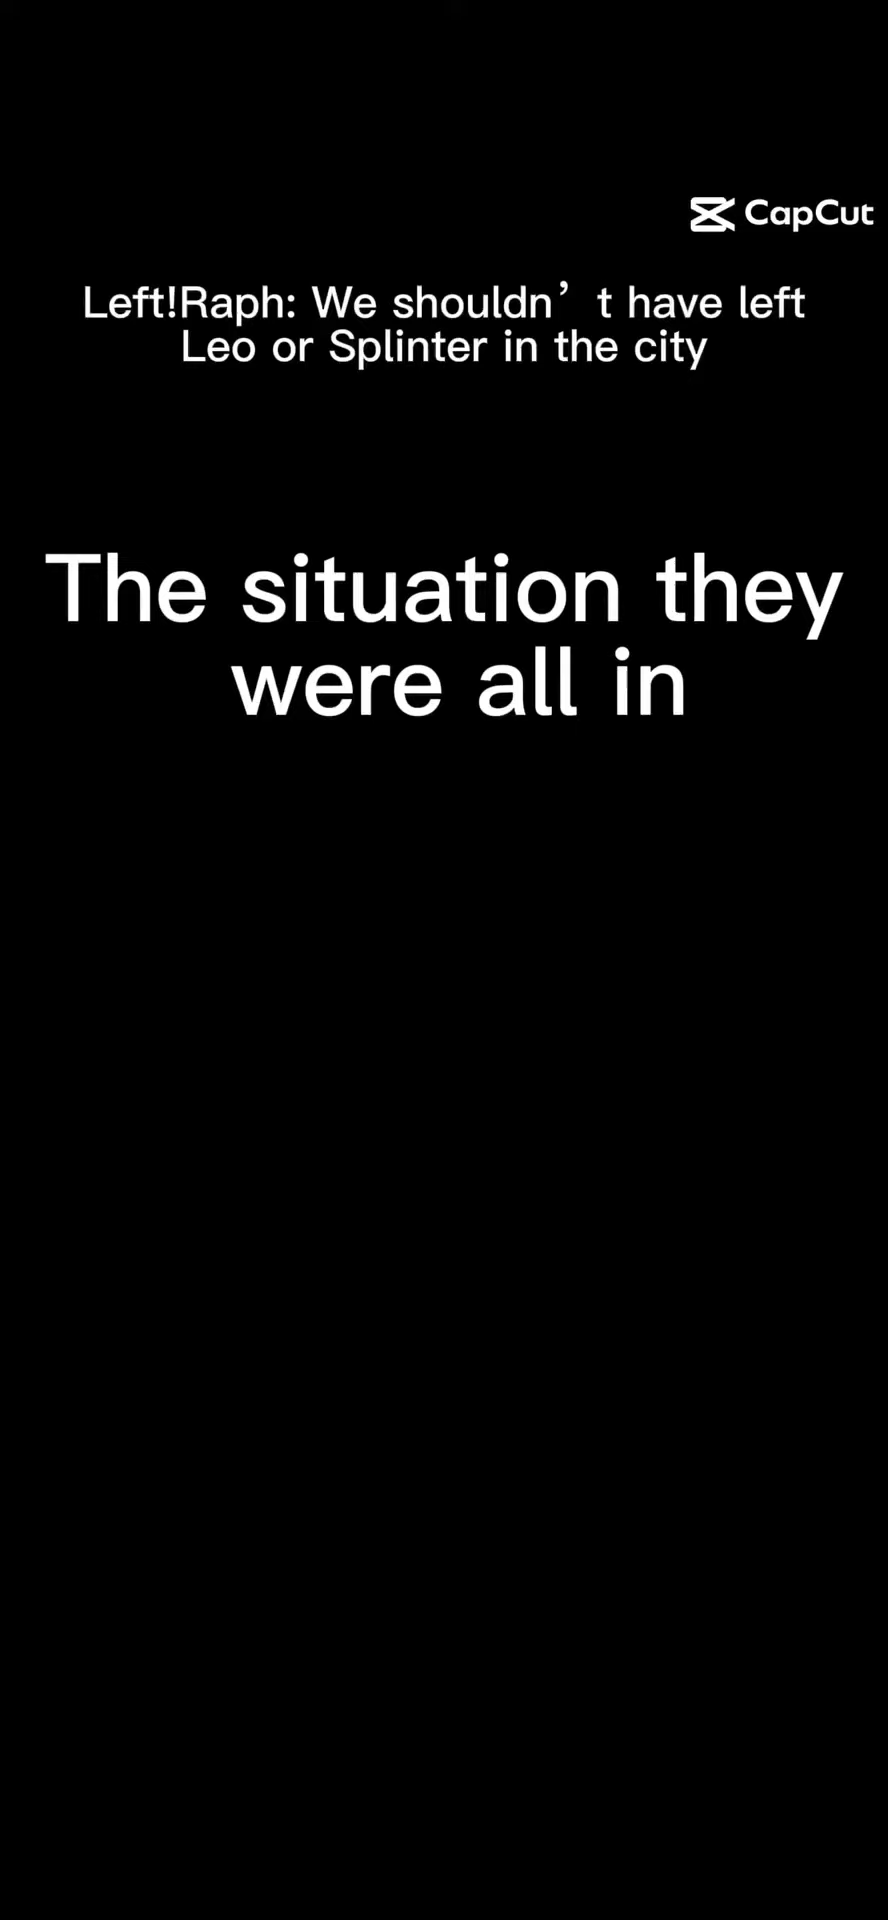 CapCut
Left!Raph: We shouldn’t have left
Leo or Splinter in the city
The situation they
were all in